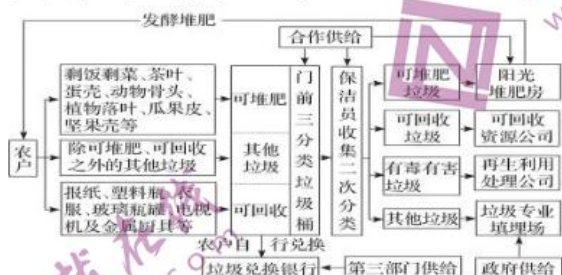 发酵堆肥
合作供给
剩饭剩菜、茶叶、
蛋壳、动物骨头、
植物落叶、瓜果皮、
坚果壳等
可堆肥
除可堆肥、可回收
之外的其他垃圾
其他
垃圾
报纸、塑料瓶、衣
服、玻璃瓶罐、电视
机及金属厨具等
可回收
农户
门前三分类垃圾桶
保洁员收集二次分类
可堆肥
垃圾
阳光
堆肥房
可回收
垃圾
可回收
资源公司
有毒有害
垃圾
再生利用
处理公司
其他垃圾
垃圾专业
填埋场
农户自行兑换
垃圾兑换银行
第三部门供给
政府供给